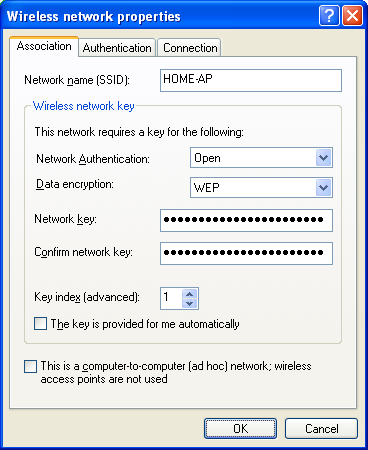 Wireless network properties
Association Authentication Connection
Network name (SSID): HOME-AP
Wireless network key
This network requires a key for the following:
Network Authentication: Open
Data encryption: WEP
Network key: ●●●●●●●●●●●●●●●●●●●●●●●
Confirm network key: ●●●●●●●●●●●●●●●●●●●●●●●
Key index (advanced): 1
The key is provided for me automatically
This is a computer-to-computer (ad hoc) network; wireless
access points are not used
OK Cancel